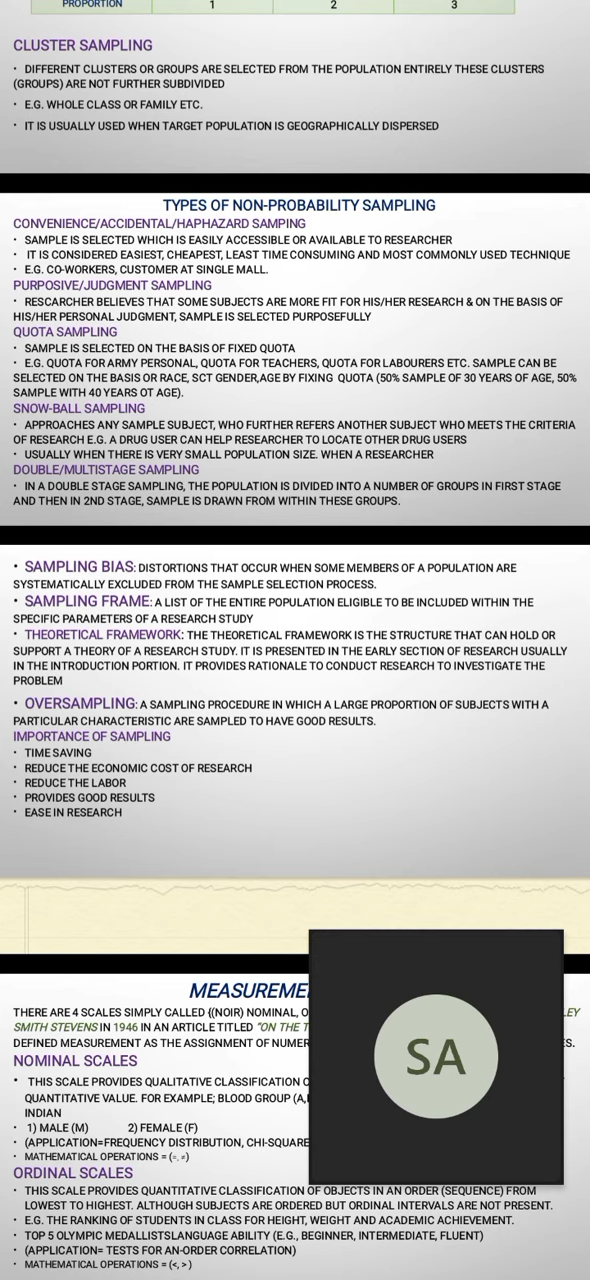 PROPORTION 1 2 3
CLUSTER SAMPLING
• DIFFERENT CLUSTERS OR GROUPS ARE SELECTED FROM THE POPULATION ENTIRELY THESE CLUSTERS
(GROUPS) ARE NOT FURTHER SUBDIVIDED
• E.G. WHOLE CLASS OR FAMILY ETC.
• IT IS USUALLY USED WHEN TARGET POPULATION IS GEOGRAPHICALLY DISPERSED
TYPES OF NON-PROBABILITY SAMPLING
CONVENIENCE/ACCIDENTAL/HAPHAZARD SAMPING
• SAMPLE IS SELECTED WHICH IS EASILY ACCESSIBLE OR AVAILABLE TO RESEARCHER
• IT IS CONSIDERED EASIEST, CHEAPEST, LEAST TIME CONSUMING AND MOST COMMONLY USED TECHNIQUE
• E.G. CO-WORKERS, CUSTOMER AT SINGLE MALL.
PURPOSIVE/JUDGMENT SAMPLING
• RESCARCHER BELIEVES THAT SOME SUBJECTS ARE MORE FIT FOR HIS/HER RESEARCH & ON THE BASIS OF
HIS/HER PERSONAL JUDGMENT, SAMPLE IS SELECTED PURPOSEFULLY
QUOTA SAMPLING
• SAMPLE IS SELECTED ON THE BASIS OF FIXED QUOTA
• E.G. QUOTA FOR ARMY PERSONAL, QUOTA FOR TEACHERS, QUOTA FOR LABOURERS ETC. SAMPLE CAN BE
SELECTED ON THE BASIS OR RACE, SCT GENDER,AGE BY FIXING QUOTA (50% SAMPLE OF 30 YEARS OF AGE, 50%
SAMPLE WITH 40 YEARS OT AGE).
SNOW-BALL SAMPLING
• APPROACHES ANY SAMPLE SUBJECT, WHO FURTHER REFERS ANOTHER SUBJECT WHO MEETS THE CRITERIA
OF RESEARCH E.G. A DRUG USER CAN HELP RESEARCHER TO LOCATE OTHER DRUG USERS
• USUALLY WHEN THERE IS VERY SMALL POPULATION SIZE. WHEN A RESEARCHER
DOUBLE/MULTISTAGE SAMPLING
• IN A DOUBLE STAGE SAMPLING, THE POPULATION IS DIVIDED INTO A NUMBER OF GROUPS IN FIRST STAGE
AND THEN IN 2ND STAGE, SAMPLE IS DRAWN FROM WITHIN THESE GROUPS.
• SAMPLING BIAS: DISTORTIONS THAT OCCUR WHEN SOME MEMBERS OF A POPULATION ARE
SYSTEMATICALLY EXCLUDED FROM THE SAMPLE SELECTION PROCESS.
• SAMPLING FRAME: A LIST OF THE ENTIRE POPULATION ELIGIBLE TO BE INCLUDED WITHIN THE
SPECIFIC PARAMETERS OF A RESEARCH STUDY
• THEORETICAL FRAMEWORK: THE THEORETICAL FRAMEWORK IS THE STRUCTURE THAT CAN HOLD OR
SUPPORT A THEORY OF A RESEARCH STUDY. IT IS PRESENTED IN THE EARLY SECTION OF RESEARCH USUALLY
IN THE INTRODUCTION PORTION. IT PROVIDES RATIONALE TO CONDUCT RESEARCH TO INVESTIGATE THE
PROBLEM
• OVERSAMPLING: A SAMPLING PROCEDURE IN WHICH A LARGE PROPORTION OF SUBJECTS WITH A
PARTICULAR CHARACTERISTIC ARE SAMPLED TO HAVE GOOD RESULTS.
IMPORTANCE OF SAMPLING
• TIME SAVING
• REDUCE THE ECONOMIC COST OF RESEARCH
• REDUCE THE LABOR
• PROVIDES GOOD RESULTS
• EASE IN RESEARCH
MEASUREME
THERE ARE 4 SCALES SIMPLY CALLED {(NOIR) NOMINAL, O LEY
SMITH STEVENS IN 1946 IN AN ARTICLE TITLED "ON THE T
DEFINED MEASUREMENT AS THE ASSIGNMENT OF NUMER ES.
SA
NOMINAL SCALES
• THIS SCALE PROVIDES QUALITATIVE CLASSIFICATION O
QUANTITATIVE VALUE. FOR EXAMPLE; BLOOD GROUP (A,
INDIAN
• 1) MALE (M) 2) FEMALE (F)
• (APPLICATION=FREQUENCY DISTRIBUTION, CHI-SQUARE
• MATHEMATICAL OPERATIONS = (=, ≠)
ORDINAL SCALES
• THIS SCALE PROVIDES QUANTITATIVE CLASSIFICATION OF OBJECTS IN AN ORDER (SEQUENCE) FROM
LOWEST TO HIGHEST. ALTHOUGH SUBJECTS ARE ORDERED BUT ORDINAL INTERVALS ARE NOT PRESENT.
• E.G. THE RANKING OF STUDENTS IN CLASS FOR HEIGHT, WEIGHT AND ACADEMIC ACHIEVEMENT.
• TOP 5 OLYMPIC MEDALLISTSLANGUAGE ABILITY (E.G., BEGINNER, INTERMEDIATE, FLUENT)
• (APPLICATION= TESTS FOR AN-ORDER CORRELATION)
• MATHEMATICAL OPERATIONS = (<, > )